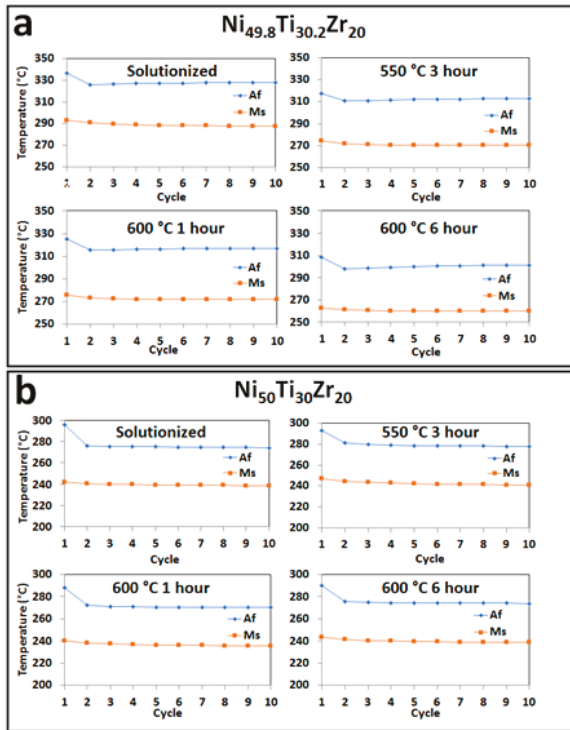 a
Ni49.8Ti30.2Zr20
Solutionized
Temperature (°C)
350
330
310
290
270
250
Af
Ms
2 3 4 5 6 7 8 9 10
Cycle
550 °C 3 hour
350
330
310
290
270
250
Af
Ms
1 2 3 4 5 6 7 8 9 10
Cycle
600 °C 1 hour
Temperature (°C)
350
330
310
290
270
250
Af
Ms
1 2 3 4 5 6 7 8 9 10
Cycle
600 °C 6 hour
350
330
310
290
270
250
Af
Ms
1 2 3 4 5 6 7 8 9 10
Cycle
b
Ni50Ti30Zr20
Solutionized
Temperature (°C)
300
280
260
240
220
200
Af
Ms
1 2 3 4 5 6 7 8 9 10
Cycle
550 °C 3 hour
300
280
260
240
220
200
Af
Ms
1 2 3 4 5 6 7 8 9 10
Cycle
600 °C 1 hour
Temperature (°C)
300
280
260
240
220
200
Af
Ms
1 2 3 4 5 6 7 8 9 10
Cycle
600 °C 6 hour
300
280
260
240
220
200
Af
Ms
1 2 3 4 5 6 7 8 9 10
Cycle